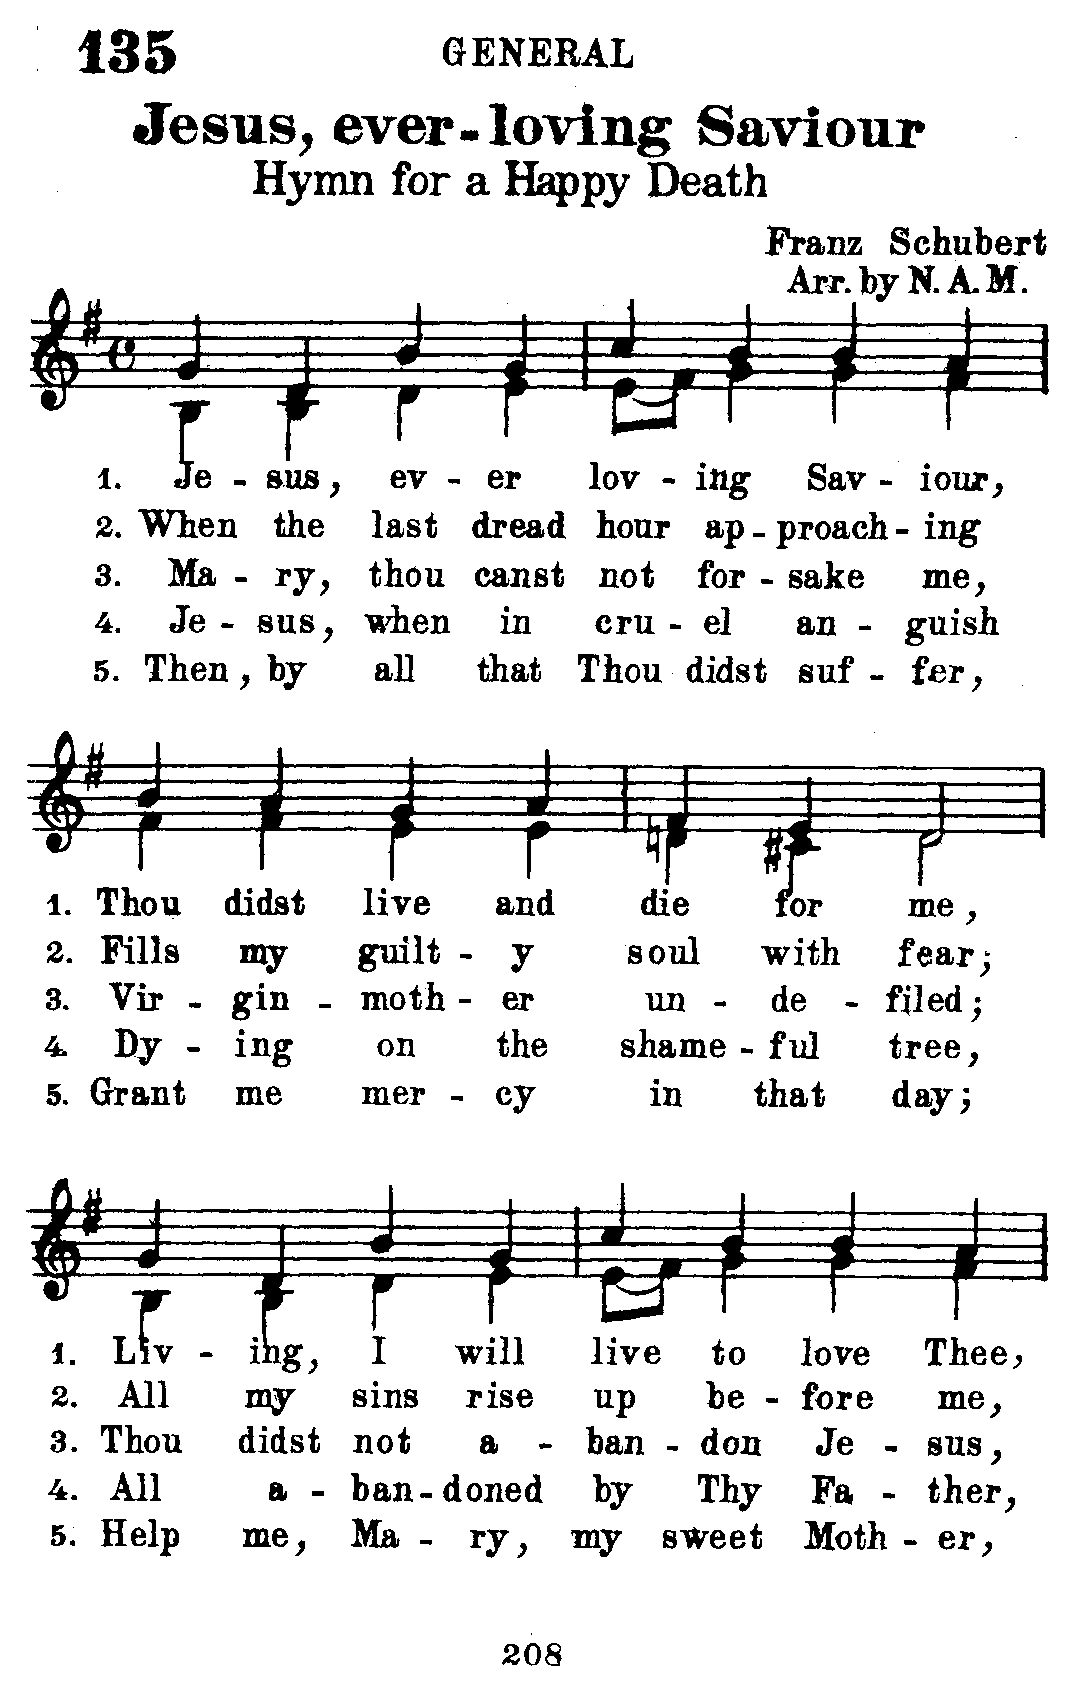 135
GENERAL
Jesus, ever-loving Saviour
Hymn for a Happy Death
Franz Schubert
Arr. by N. A. M.
1. Je - sus, ev - er lov - ing Sav - iour,
2. When the last dread hour ap - proach - ing
3. Ma - ry, thou canst not for - sake me,
4. Je - sus, when in cru - el an - guish
5. Then, by all that Thou didst suf - fer,
1. Thou didst live and die for me,
2. Fills my guilt - y soul with fear;
3. Vir - gin - moth - er un - de - filed;
4. Dy - ing on the shame - ful tree,
5. Grant me mer - cy in that day;
1. Liv - ing, I will live to love Thee,
2. All my sins rise up be - fore me,
3. Thou didst not a - ban - don Je - sus,
4. All a - ban - doned by Thy Fa - ther,
5. Help me, Ma - ry, my sweet Moth - er,
208